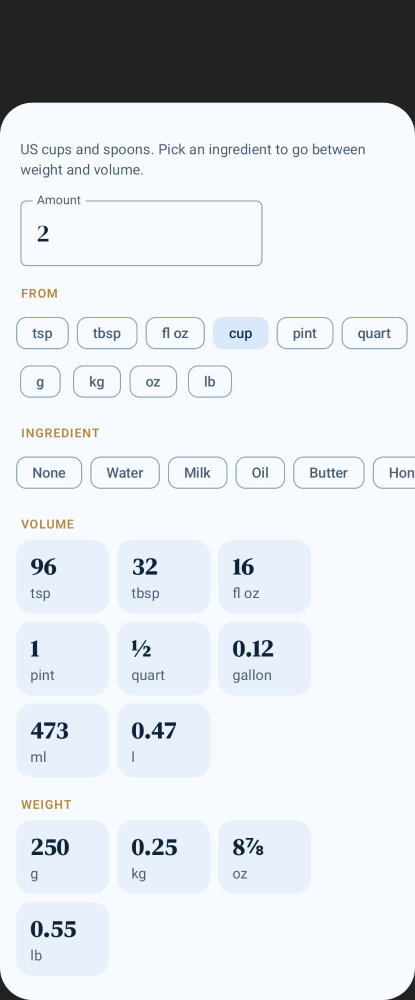 US cups and spoons. Pick an ingredient to go between
weight and volume.
Amount
2
FROM
tsp tbsp fl oz cup pint quart
g kg oz lb
INGREDIENT
None Water Milk Oil Butter Hon
VOLUME
96 32 16
tsp tbsp fl oz
1 ½ 0.12
pint quart gallon
473 0.47
ml l
WEIGHT
250 0.25 8⅞
g kg oz
0.55
lb